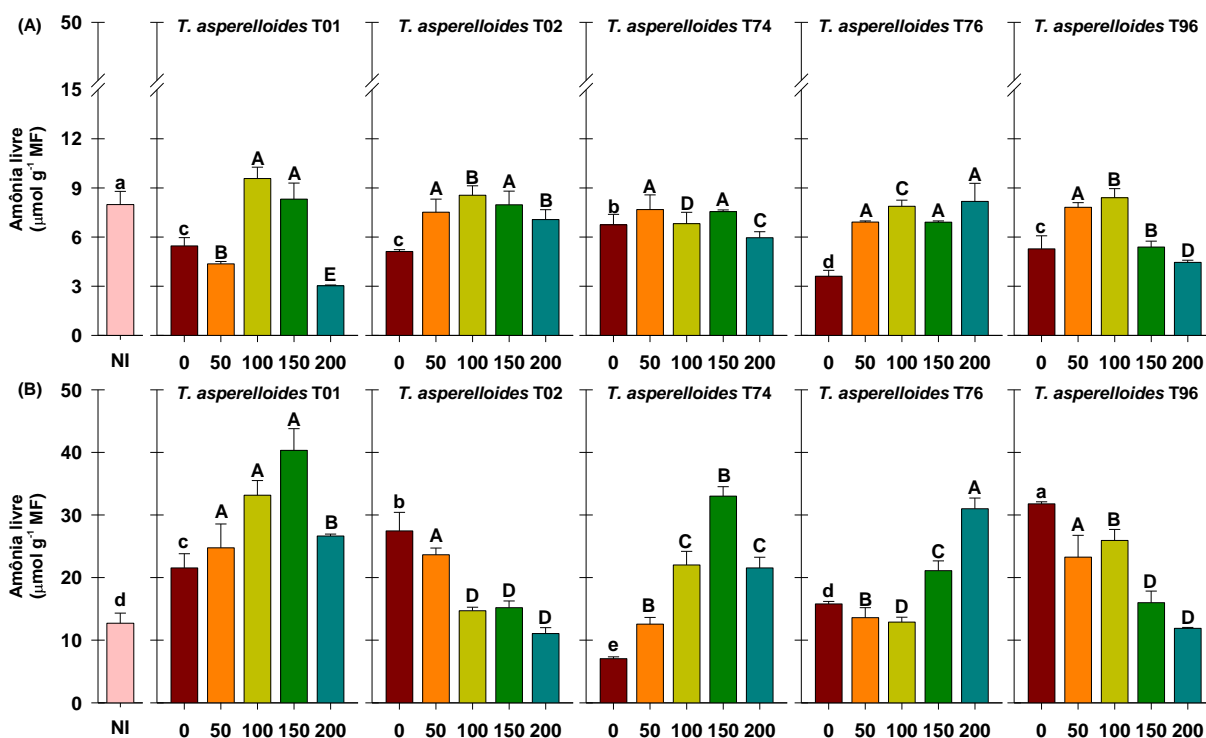 (A)
T. asperelloides T01 T. asperelloides T02 T. asperelloides T74 T. asperelloides T76 T. asperelloides T96
50
15
12
9
6
3
0
Amônia livre
(µmol g⁻¹ MF)
a
c B A A E
c A B A B
b A D A C
d A C A A
c A B B D
NI 0 50 100 150 200 0 50 100 150 200 0 50 100 150 200 0 50 100 150 200 0 50 100 150 200
(B)
T. asperelloides T01 T. asperelloides T02 T. asperelloides T74 T. asperelloides T76 T. asperelloides T96
50
40
30
20
10
0
Amônia livre
(µmol g⁻¹ MF)
d
c A A A B
b A D D D
e B C B C
d B D C A
a A B D D
NI 0 50 100 150 200 0 50 100 150 200 0 50 100 150 200 0 50 100 150 200 0 50 100 150 200